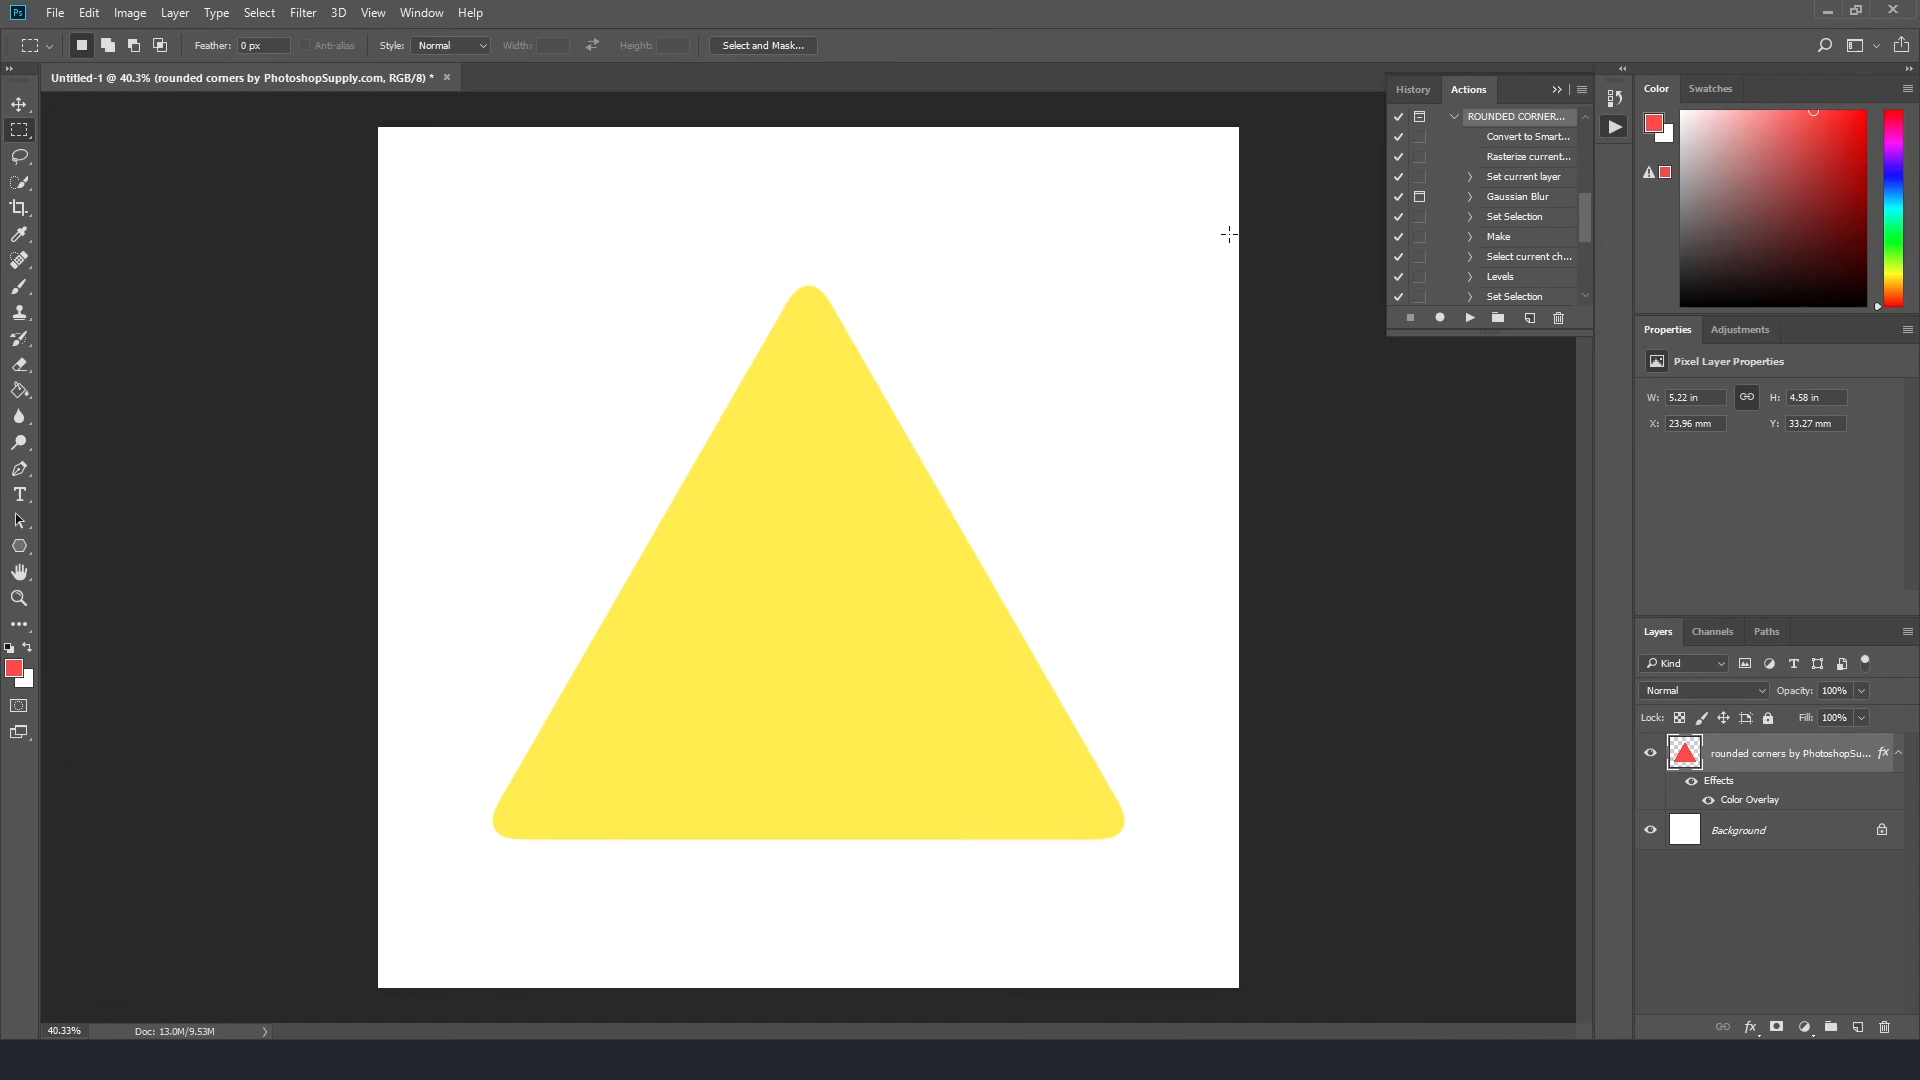 Ps File Edit Image Layer Type Select Filter 3D View Window Help
Feather: 0 px Anti-alias Style: Normal Width: Height: Select and Mask...
Untitled-1 @ 40.3% (rounded corners by PhotoshopSupply.com, RGB/8) *
History Actions
ROUNDED CORNER...
Convert to Smart...
Rasterize current...
Set current layer
Gaussian Blur
Set Selection
Make
Select current ch...
Levels
Set Selection
Color Swatches
Properties Adjustments
Pixel Layer Properties
W: 5.22 in H: 4.58 in
X: 23.96 mm Y: 33.27 mm
Layers Channels Paths
Kind
Normal Opacity: 100%
Lock: Fill: 100%
rounded corners by PhotoshopSu... fx
Effects
Color Overlay
Background
fx
40.33% Doc: 13.0M/9.53M